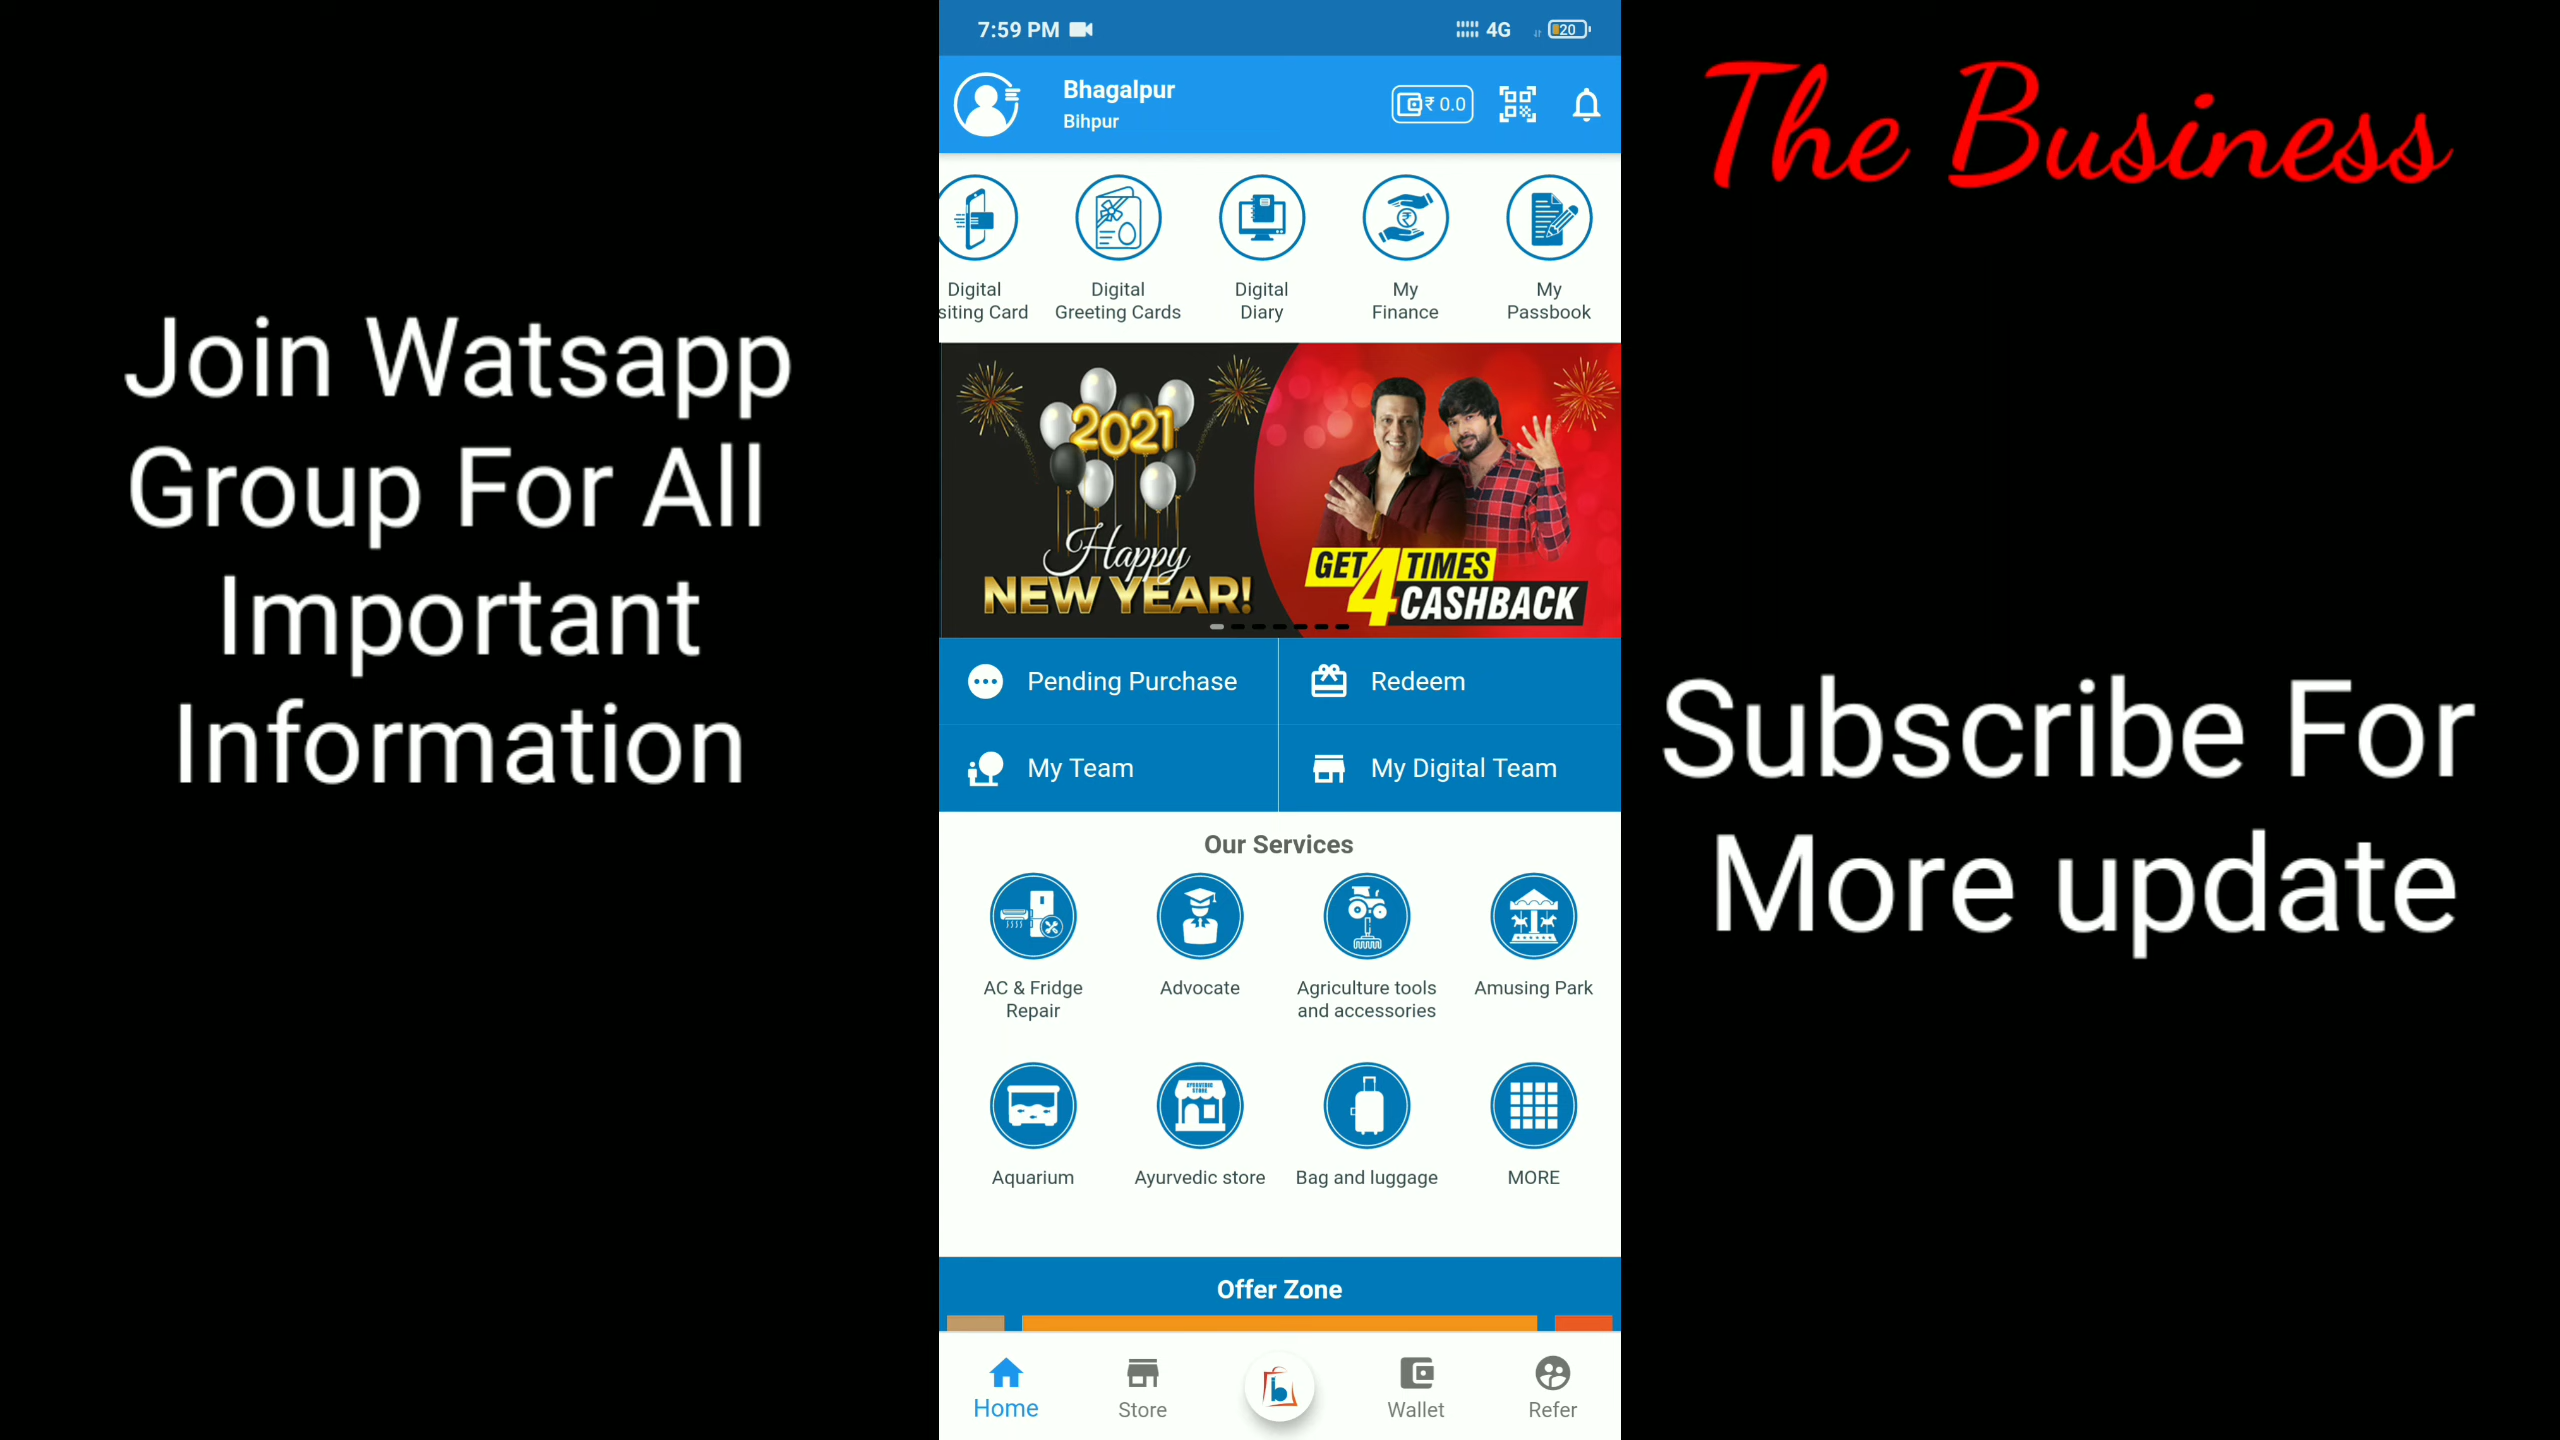 Join Watsapp
Group For All
Important
Information
7:59 PM
4G
20
Bhagalpur
Bihpur
₹ 0.0
Digital
siting Card
Digital
Greeting Cards
Digital
Diary
My
Finance
My
Passbook
2021
Happy
NEW YEAR!
GET 4 TIMES
CASHBACK
Pending Purchase
Redeem
My Team
My Digital Team
Our Services
AC & Fridge
Repair
Advocate
Agriculture tools
and accessories
Amusing Park
AYURVEDIC
STORE
Aquarium
Ayurvedic store
Bag and luggage
MORE
Offer Zone
b
Home
Store
Wallet
Refer
The Business
Subscribe For
More update